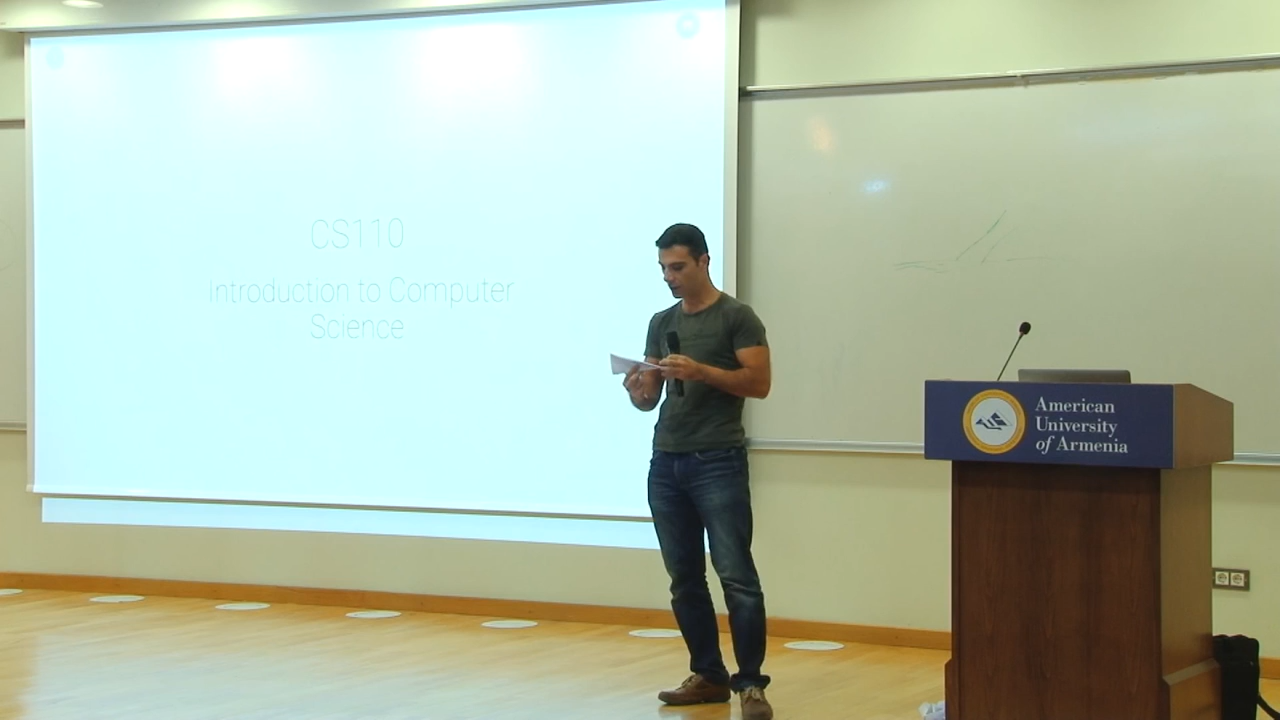 CS110
Introduction to Computer
Science
American
University
of Armenia